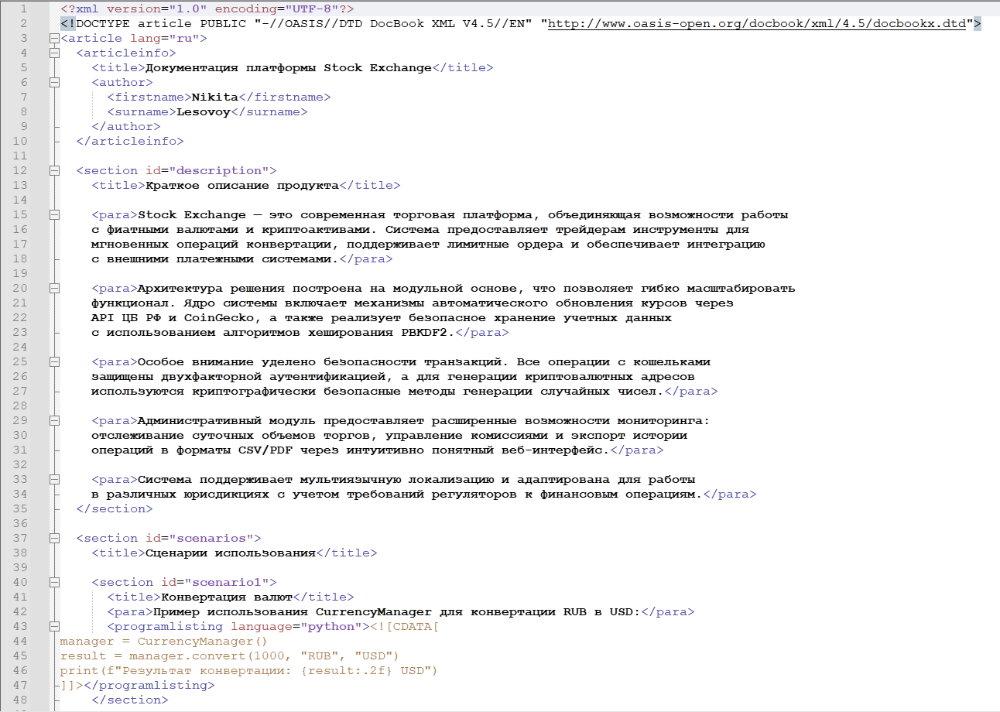 1 <?xml version="1.0" encoding="UTF-8"?>
2 <!DOCTYPE article PUBLIC "-//OASIS//DTD DocBook XML V4.5//EN" "http://www.oasis-open.org/docbook/xml/4.5/docbookx.dtd">
3 <article lang="ru">
4 <articleinfo>
5 <title>Документация платформы Stock Exchange</title>
6 <author>
7 <firstname>Nikita</firstname>
8 <surname>Lesovoy</surname>
9 </author>
10 </articleinfo>
11
12 <section id="description">
13 <title>Краткое описание продукта</title>
14
15 <para>Stock Exchange — это современная торговая платформа, объединяющая возможности работы
16 с фиатными валютами и криптоактивами. Система предоставляет трейдерам инструменты для
17 мгновенных операций конвертации, поддерживает лимитные ордера и обеспечивает интеграцию
18 с внешними платежными системами.</para>
19
20 <para>Архитектура решения построена на модульной основе, что позволяет гибко масштабировать
21 функционал. Ядро системы включает механизмы автоматического обновления курсов через
22 API ЦБ РФ и CoinGecko, а также реализует безопасное хранение учетных данных
23 с использованием алгоритмов хеширования PBKDF2.</para>
24
25 <para>Особое внимание уделено безопасности транзакций. Все операции с кошельками
26 защищены двухфакторной аутентификацией, а для генерации криптовалютных адресов
27 используются криптографически безопасные методы генерации случайных чисел.</para>
28
29 <para>Административный модуль предоставляет расширенные возможности мониторинга:
30 отслеживание суточных объемов торгов, управление комиссиями и экспорт истории
31 операций в форматы CSV/PDF через интуитивно понятный веб-интерфейс.</para>
32
33 <para>Система поддерживает мультиязычную локализацию и адаптирована для работы
34 в различных юрисдикциях с учетом требований регуляторов к финансовым операциям.</para>
35 </section>
36
37 <section id="scenarios">
38 <title>Сценарии использования</title>
39
40 <section id="scenario1">
41 <title>Конвертация валют</title>
42 <para>Пример использования CurrencyManager для конвертации RUB в USD:</para>
43 <programlisting language="python"><![CDATA[
44 manager = CurrencyManager()
45 result = manager.convert(1000, "RUB", "USD")
46 print(f"Результат конвертации: {result:.2f} USD")
47 ]]></programlisting>
48 </section>